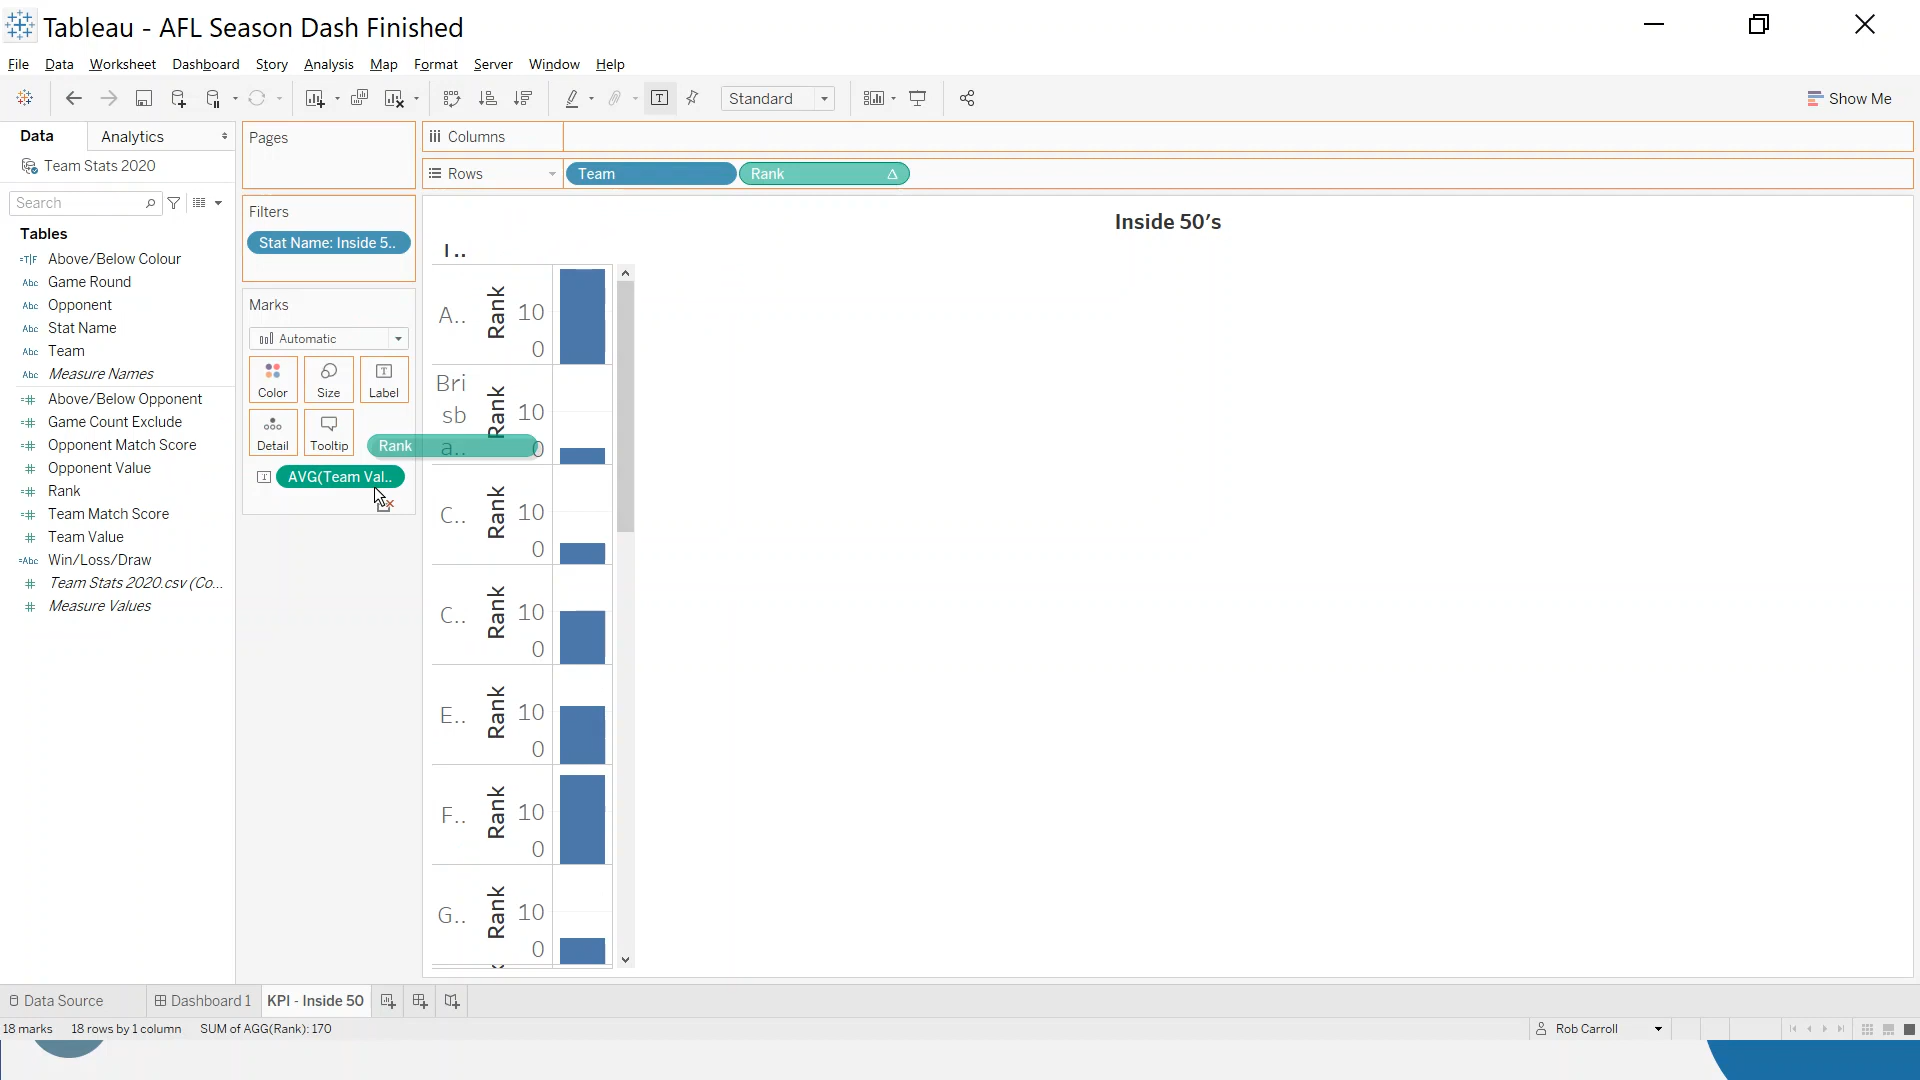 Tableau - AFL Season Dash Finished
File Data Worksheet Dashboard Story Analysis Map Format Server Window Help
Standard
Show Me
Data
Analytics
Team Stats 2020
Search
Tables
Above/Below Colour
Abc Game Round
Abc Opponent
Abc Stat Name
Abc Team
Abc Measure Names
Above/Below Opponent
Game Count Exclude
Opponent Match Score
Opponent Value
Rank
Team Match Score
Team Value
Abc Win/Loss/Draw
Team Stats 2020.csv (Co...
Measure Values
Pages
Filters
Stat Name: Inside 5..
Marks
Automatic
Color
Size
Label
Detail
Tooltip
Rank
AVG(Team Val..
Columns
Rows
Team
Rank
Inside 50's
T..
A.. Rank 10 0
Bri
sb
a.. Rank 10 0
C.. Rank 10 0
C.. Rank 10 0
E.. Rank 10 0
F.. Rank 10 0
G.. Rank 10 0
Data Source
Dashboard 1
KPI - Inside 50
18 marks 18 rows by 1 column SUM of AGG(Rank): 170
Rob Carroll